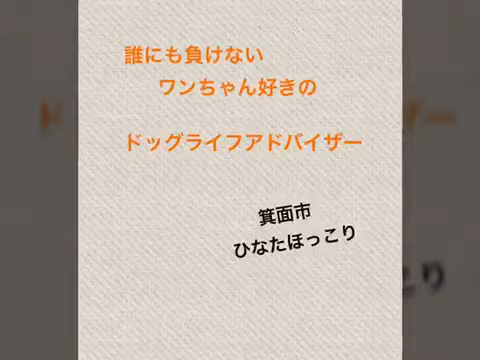 誰にも負けない
ワンちゃん好きの
ドッグライフアドバイザー
箕面市
ひなたほっこり